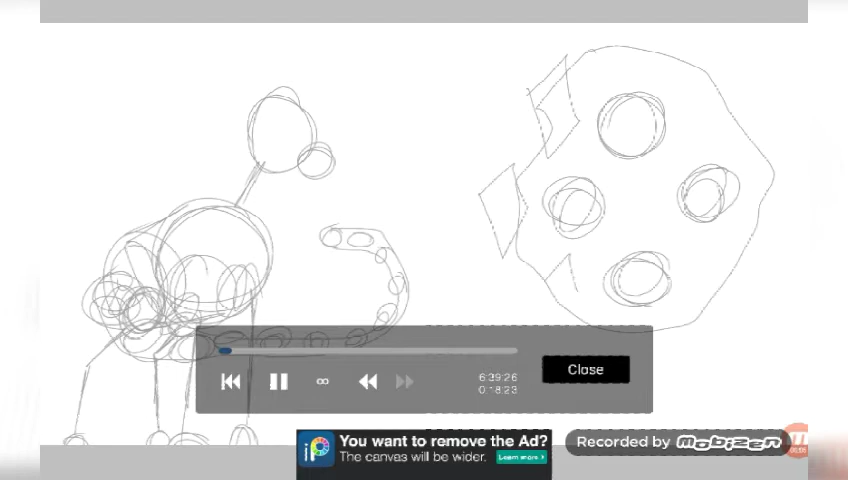 6:39:26
0:18:23
Close
You want to remove the Ad?
The canvas will be wider.
Learn more >
Recorded by MOBIZEN